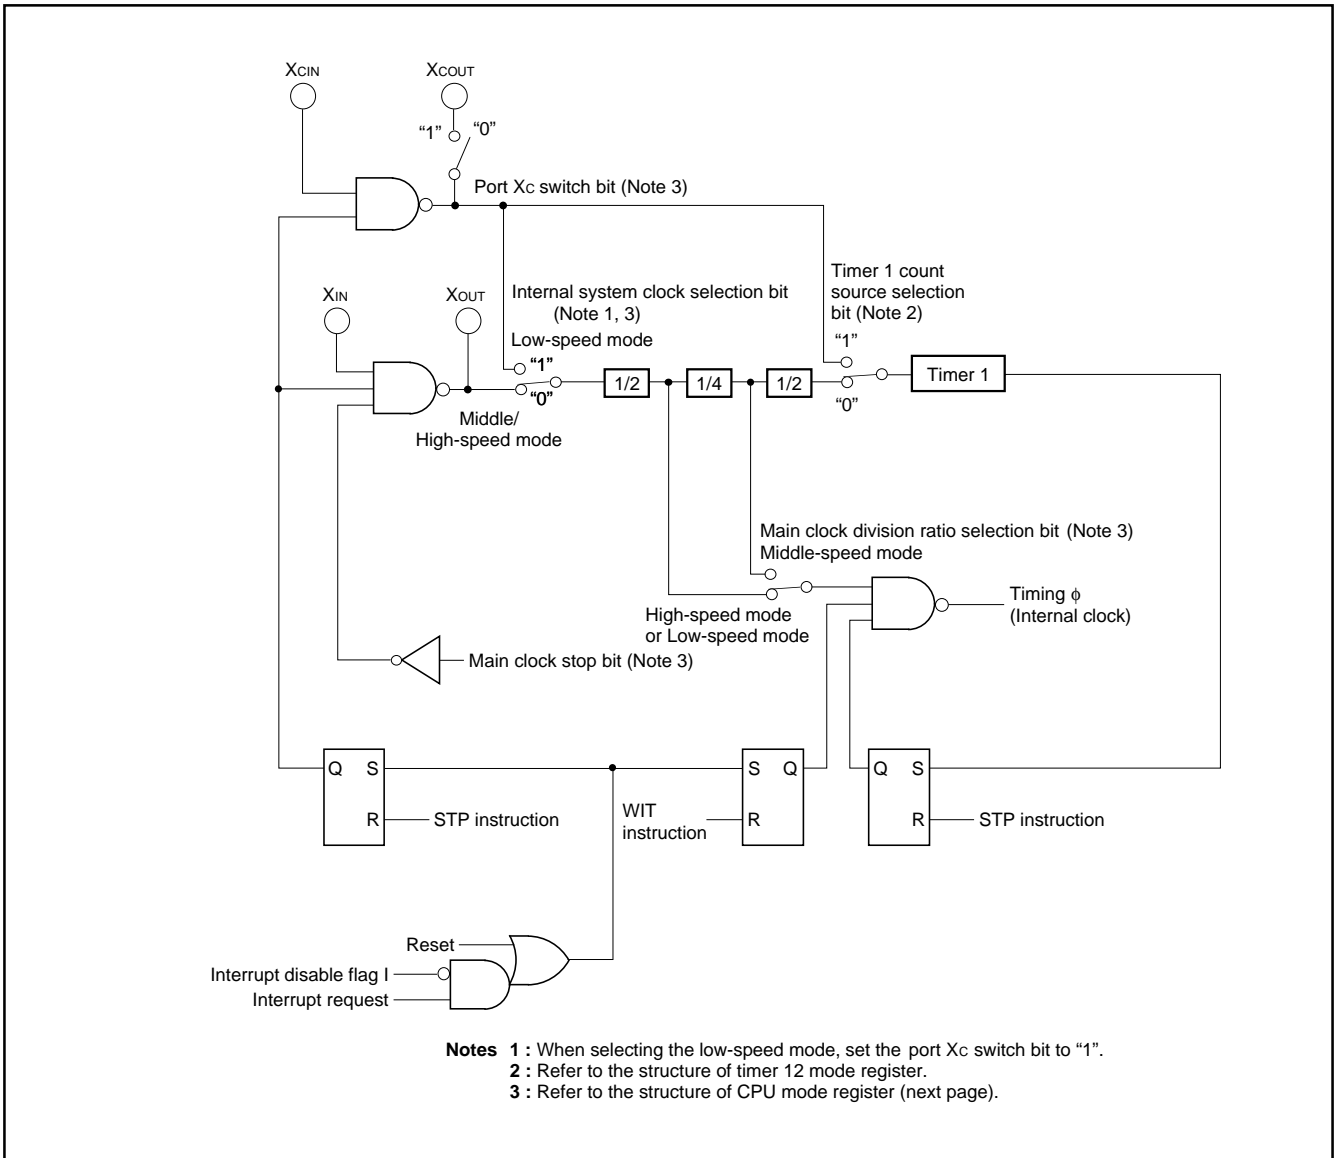 XCIN
XCOUT
“1”
“0”
Port XC switch bit (Note 3)
XIN
XOUT
Internal system clock selection bit
(Note 1, 3)
Low-speed mode
“1”
“0”
Middle/
High-speed mode
1/2
1/4
1/2
Timer 1 count
source selection
bit (Note 2)
“1”
“0”
Timer 1
Main clock division ratio selection bit (Note 3)
Middle-speed mode
High-speed mode
or Low-speed mode
Timing ϕ
(Internal clock)
Main clock stop bit (Note 3)
Q S
R
STP instruction
WIT
instruction
S Q
R
Q S
R
STP instruction
Reset
Interrupt disable flag I
Interrupt request
Notes 1 : When selecting the low-speed mode, set the port XC switch bit to “1”.
2 : Refer to the structure of timer 12 mode register.
3 : Refer to the structure of CPU mode register (next page).